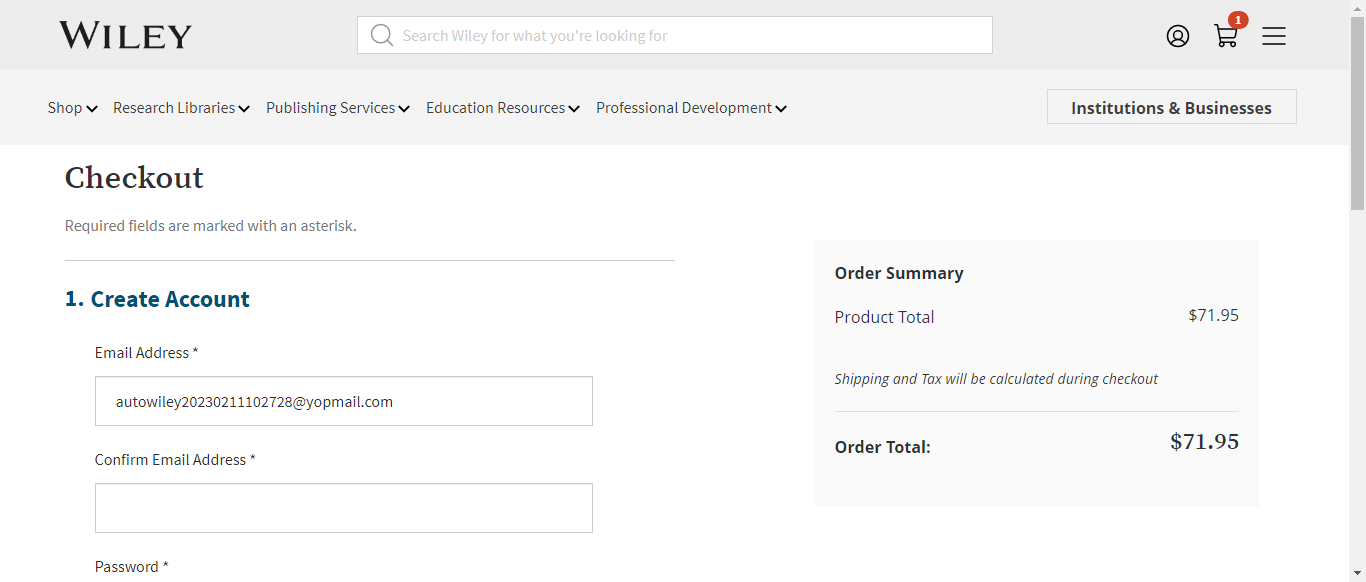 WILEY
Search Wiley for what you're looking for
1
Shop Research Libraries Publishing Services Education Resources Professional Development Institutions & Businesses
Checkout
Required fields are marked with an asterisk.
1. Create Account
Email Address *
autowiley20230211102728@yopmail.com
Confirm Email Address *
Password *
Order Summary
Product Total $71.95
Shipping and Tax will be calculated during checkout
Order Total: $71.95